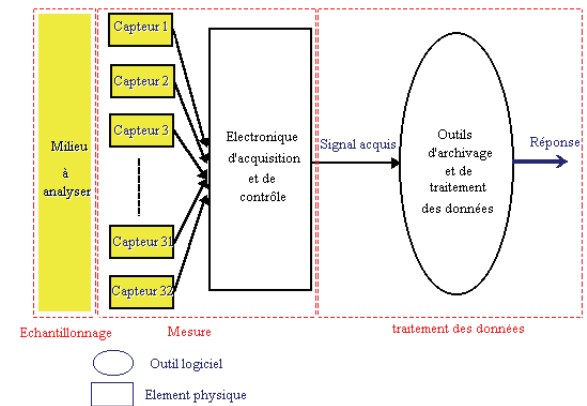 Milieu
à
analyser
Capteur 1
Capteur 2
Capteur 3
Capteur 31
Capteur 32
Electronique
d'acquisition
et de
contrôle
Signal acquis
Outils
d'archivage
et de
traitement
des données
Réponse
Echantillonnage
Mesure
traitement des données
Outil logiciel
Element physique